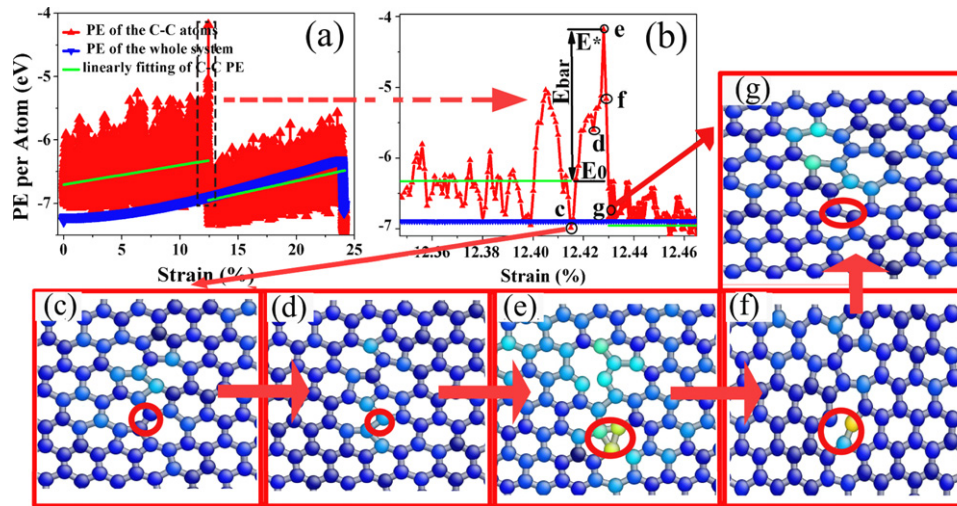 (a)
PE of the C-C atoms
PE of the whole system
linearly fitting of C-C PE
PE per Atom (eV)
-4
-5
-6
-7
0
5
10
15
20
25
Strain (%)
(b)
-4
-5
-6
-7
E*
e
Ebar
f
d
E0
c
g
12.36
12.40
12.42
12.44
12.46
Strain (%)
(g)
(c)
(d)
(e)
(f)